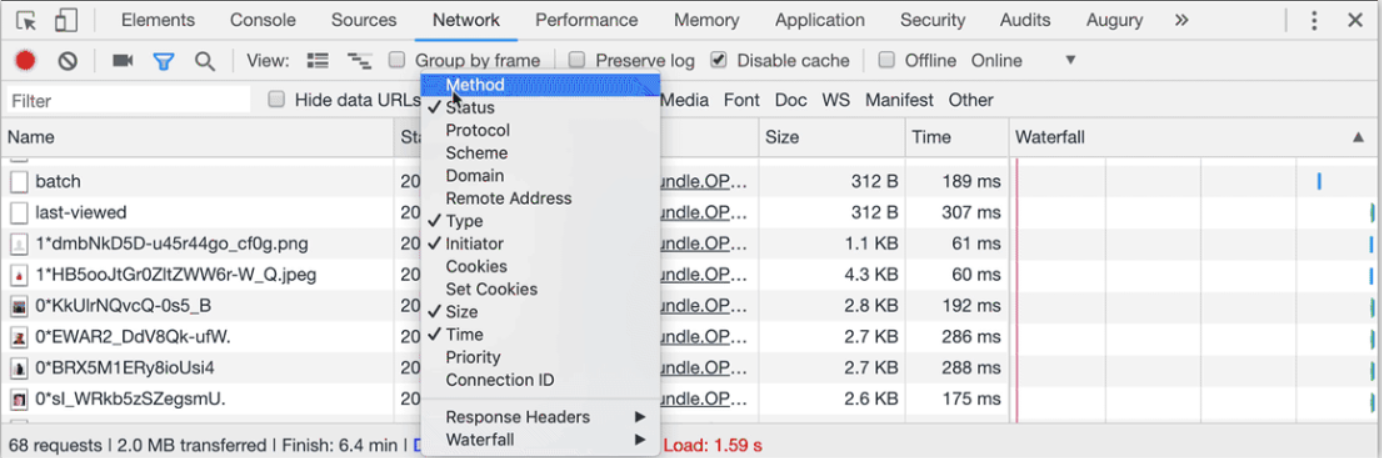 Elements Console Sources Network Performance Memory Application Security Audits Augury »
View: Group by frame Preserve log Disable cache Offline Online
Filter Hide data URLs Media Font Doc WS Manifest Other
Name Size Time Waterfall
Method
Status
Protocol
Scheme
Domain
Remote Address
Type
Initiator
Cookies
Set Cookies
Size
Time
Priority
Connection ID
Response Headers
Waterfall
batch 20 undle.OP... 312 B 189 ms
last-viewed 20 undle.OP... 312 B 307 ms
1*dmbNkD5D-u45r44go_cf0g.png 20 undle.OP... 1.1 KB 61 ms
1*HB5ooJtGr0ZltZWW6r-W_Q.jpeg 20 undle.OP... 4.3 KB 60 ms
0*KkUlrNQvcQ-0s5_B 20 undle.OP... 2.8 KB 192 ms
0*EWAR2_DdV8Qk-ufW. 20 undle.OP... 2.7 KB 286 ms
0*BRX5M1ERy8ioUsi4 20 undle.OP... 2.7 KB 288 ms
0*sI_WRkb5zSZegsmU. 20 undle.OP... 2.6 KB 175 ms
68 requests | 2.0 MB transferred | Finish: 6.4 min | Load: 1.59 s